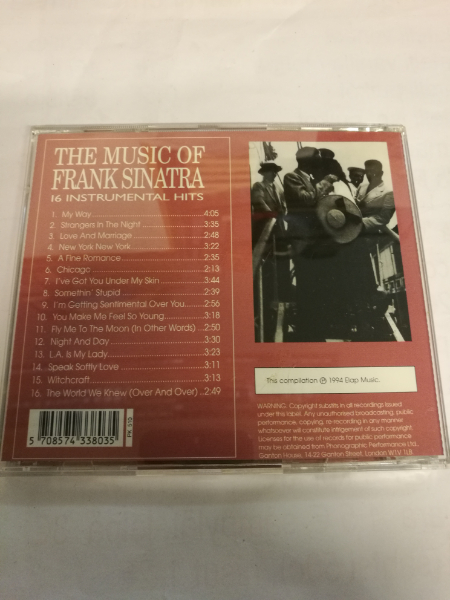 THE MUSIC OF
FRANK SINATRA
16 INSTRUMENTAL HITS
1. My Way 4:05
2. Strangers In The Night 3:35
3. Love And Marriage 2:48
4. New York New York 3:22
5. A Fine Romance 2:35
6. Chicago 2:13
7. I've Got You Under My Skin 3:44
8. Somethin' Stupid 2:39
9. I'm Getting Sentimental Over You 2:56
10. You Make Me Feel So Young 3:18
11. Fly Me To The Moon (In Other Words) 2:50
12. Night And Day 3:30
13. L.A. Is My Lady 3:23
14. Speak Softly Love 3:11
15. Witchcraft 3:13
16. The World We Knew (Over And Over) 2:49
5 708574 338035
PK 510
This compilation ℗ 1994 Elap Music.
WARNING: Copyright subsists in all recordings issued
under this label. Any unauthorised broadcasting, public
performance, copying, re-recording in any manner
whatsoever will constitute infringement of such copyright.
Licenses for the use of records for public performance
may be obtained from Phonographic Performance LTD.,
Ganton House, 14-22 Ganton Street, London W1V 1LB.